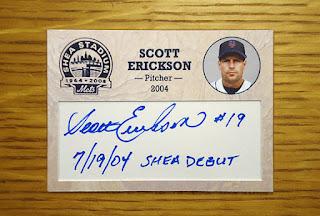 SHEA STADIUM
1964 - 2008
Mets
SCOTT
ERICKSON
— Pitcher —
2004
Scott Erickson #19
7/19/04 SHEA DEBUT